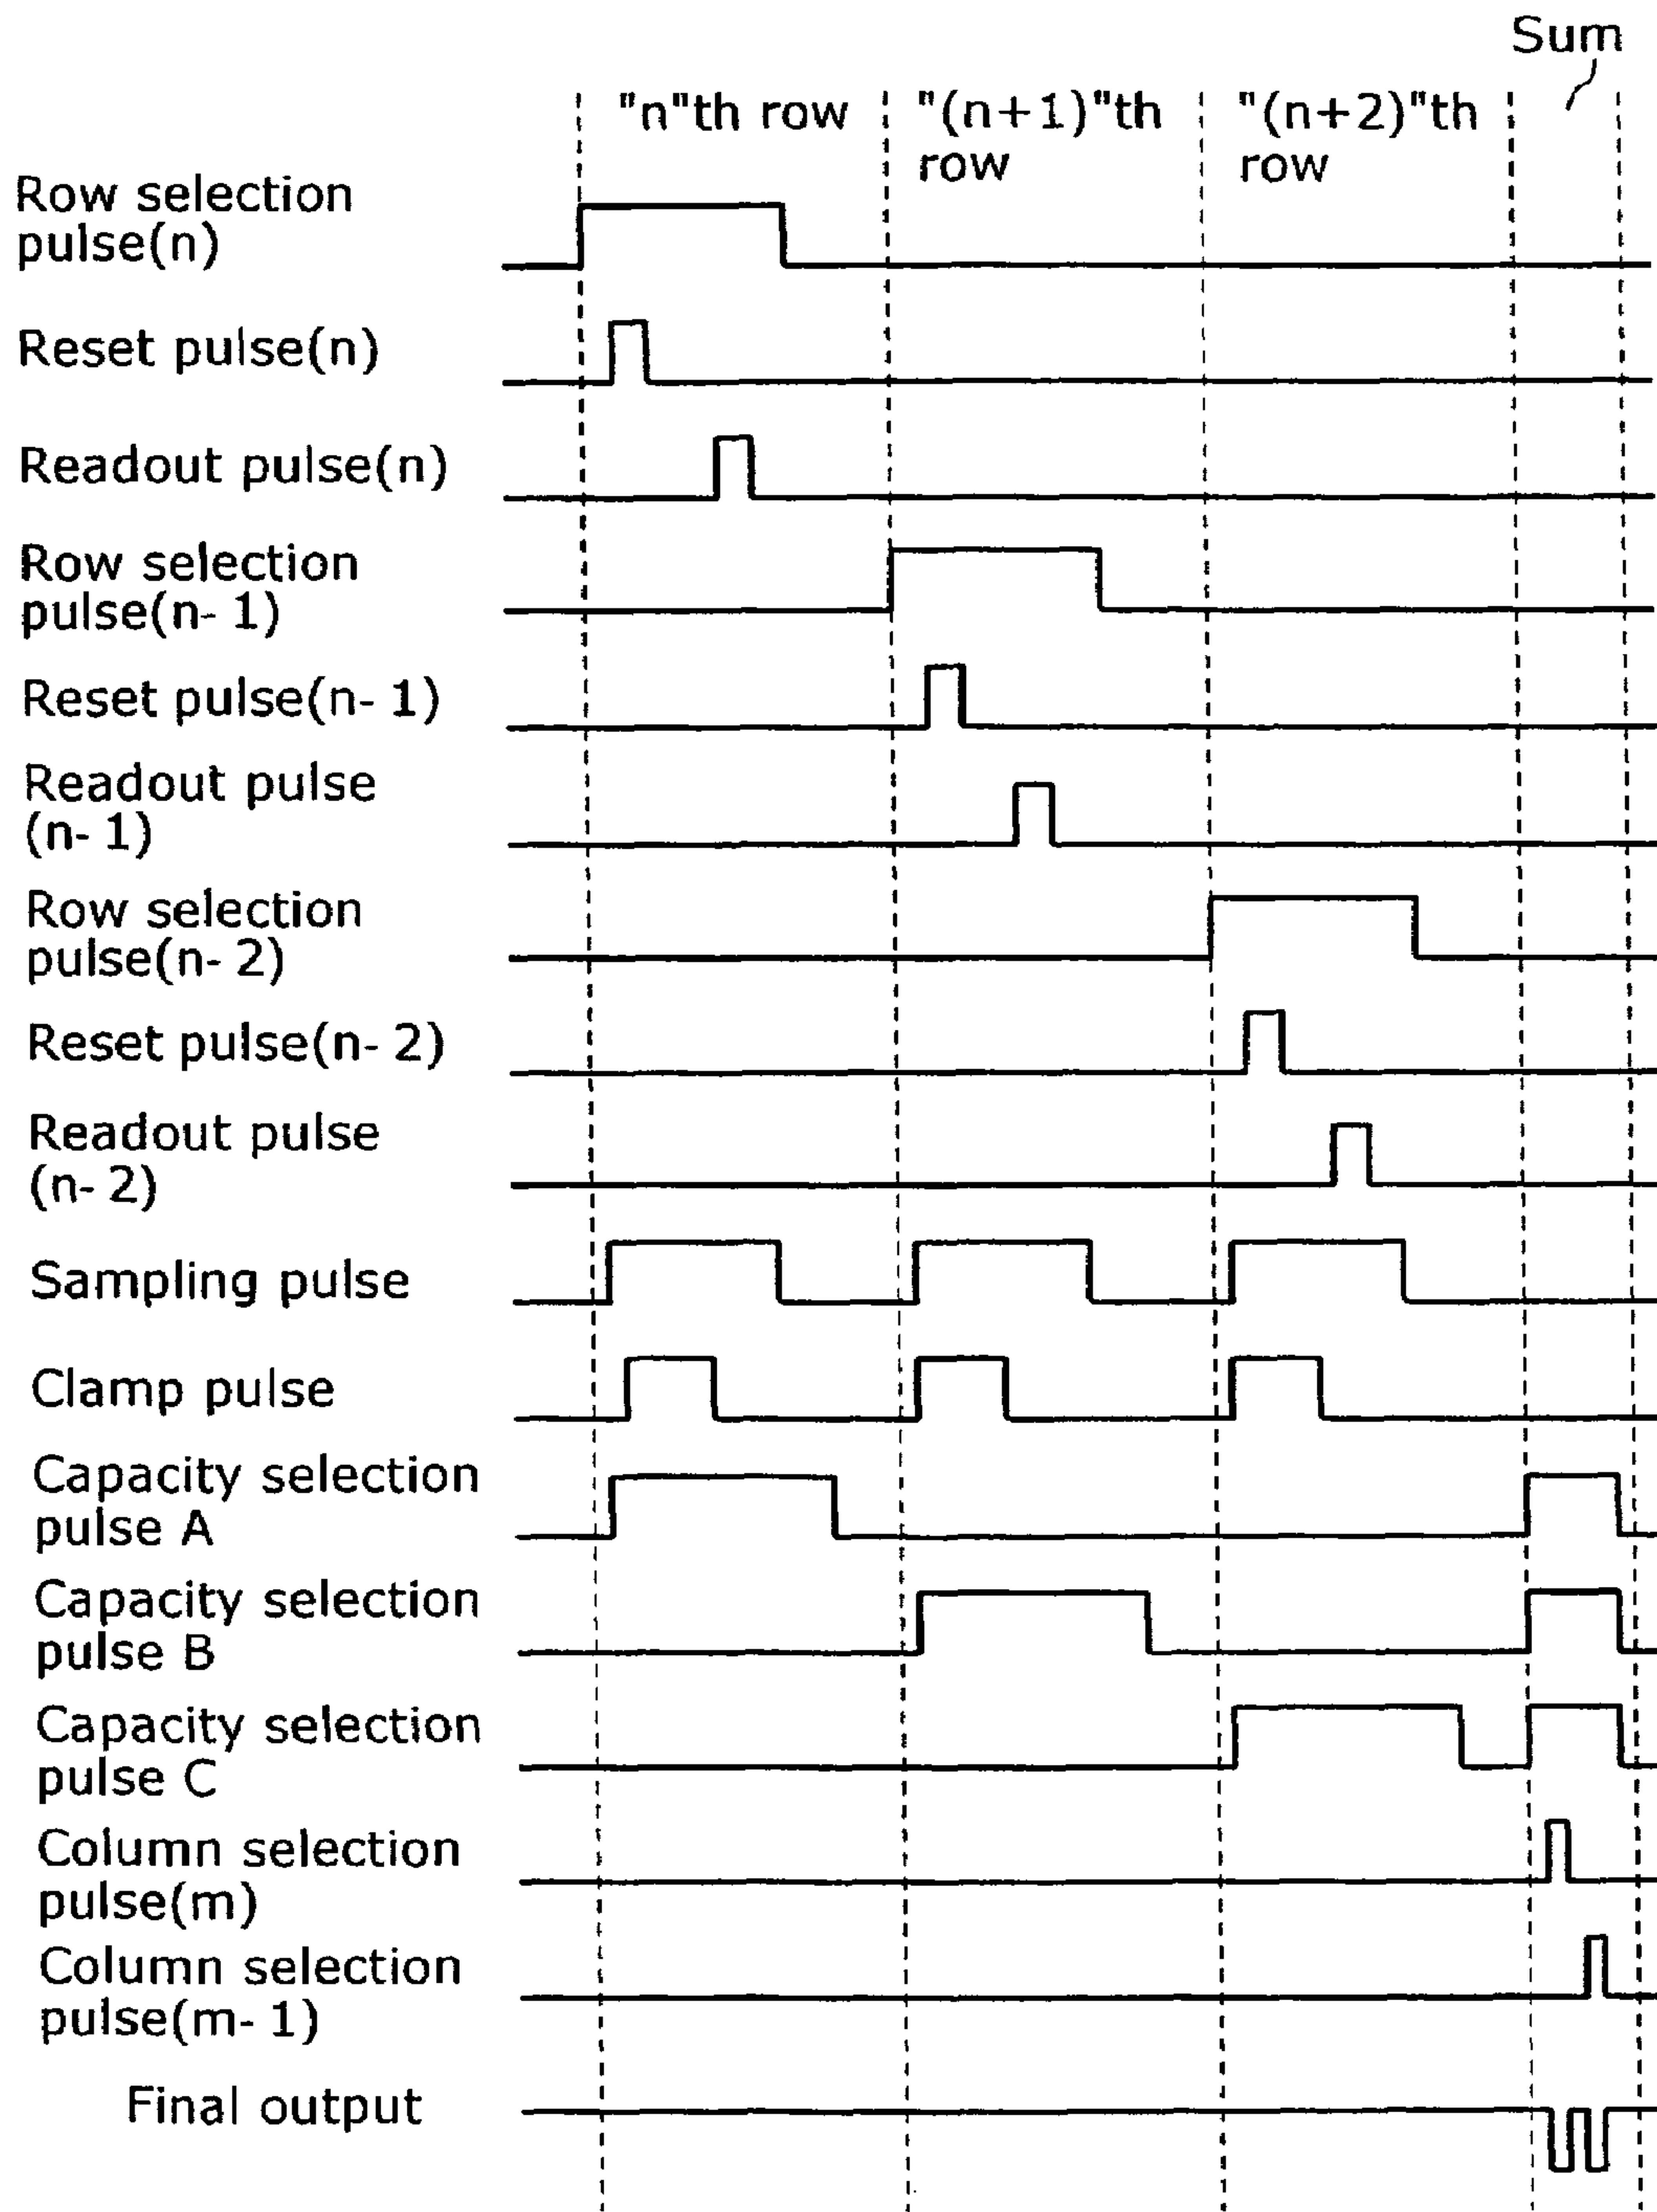 Sum
"n"th row
"(n+1)"th
row
"(n+2)"th
row
Row selection
pulse(n)
Reset pulse(n)
Readout pulse(n)
Row selection
pulse(n- 1)
Reset pulse(n- 1)
Readout pulse
(n- 1)
Row selection
pulse(n- 2)
Reset pulse(n- 2)
Readout pulse
(n- 2)
Sampling pulse
Clamp pulse
Capacity selection
pulse A
Capacity selection
pulse B
Capacity selection
pulse C
Column selection
pulse(m)
Column selection
pulse(m- 1)
Final output